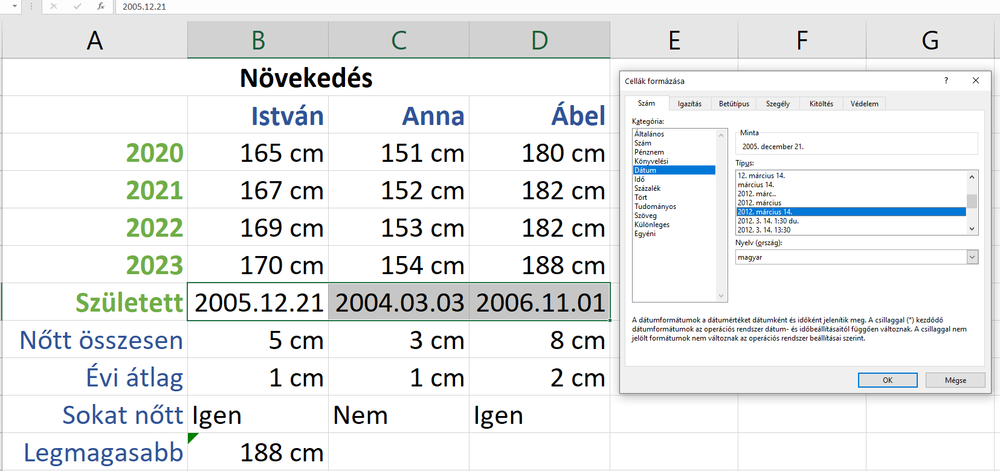 fx 2005.12.21
A B C D E F G
Növekedés
István Anna Ábel
2020 165 cm 151 cm 180 cm
2021 167 cm 152 cm 182 cm
2022 169 cm 153 cm 182 cm
2023 170 cm 154 cm 188 cm
Született 2005.12.21 2004.03.03 2006.11.01
Nőtt összesen 5 cm 3 cm 8 cm
Évi átlag 1 cm 1 cm 2 cm
Sokat nőtt Igen Nem Igen
Legmagasabb 188 cm
Cellák formázása ?
Szám Igazítás Betűtípus Szegély Kitöltés Védelem
Kategória:
Általános
Szám
Pénznem
Könyvelési
Dátum
Idő
Százalék
Tört
Tudományos
Szöveg
Különleges
Egyéni
Minta
2005. december 21.
Típus:
12. március 14.
március 14.
2012. márc..
2012. március
2012. március 14.
2012. 3. 14. 1:30 du.
2012. 3. 14. 13:30
Nyelv (ország):
magyar
A dátumformátumok a dátumértéket dátumként és időként jelenítik meg. A csillaggal (*) kezdődő
dátumformátumok az operációs rendszer dátum- és időbeállításaitól függően változnak. A csillaggal nem
jelölt formátumok nem változnak az operációs rendszer beállításai szerint.
OK Mégse